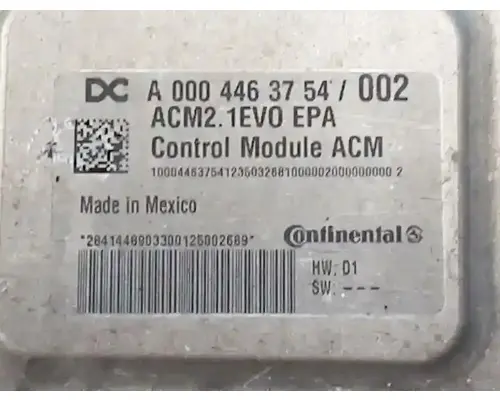 DC A 000 446 37 54 / 002
ACM2.1EVO EPA
Control Module ACM
10004463754123503268100000200000000 2
Made in Mexico
*2841446903300125002689*
Continental
HW: 01
SW: ---